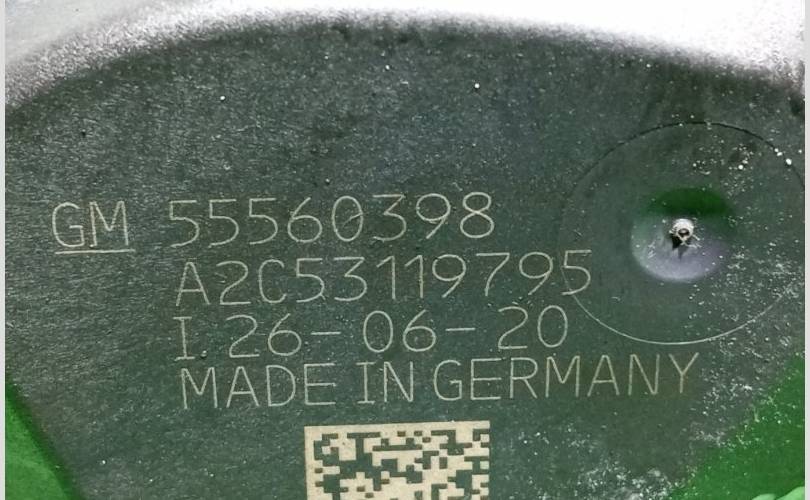 GM 55560398
A2C53119795
I 26-06-20
MADE IN GERMANY